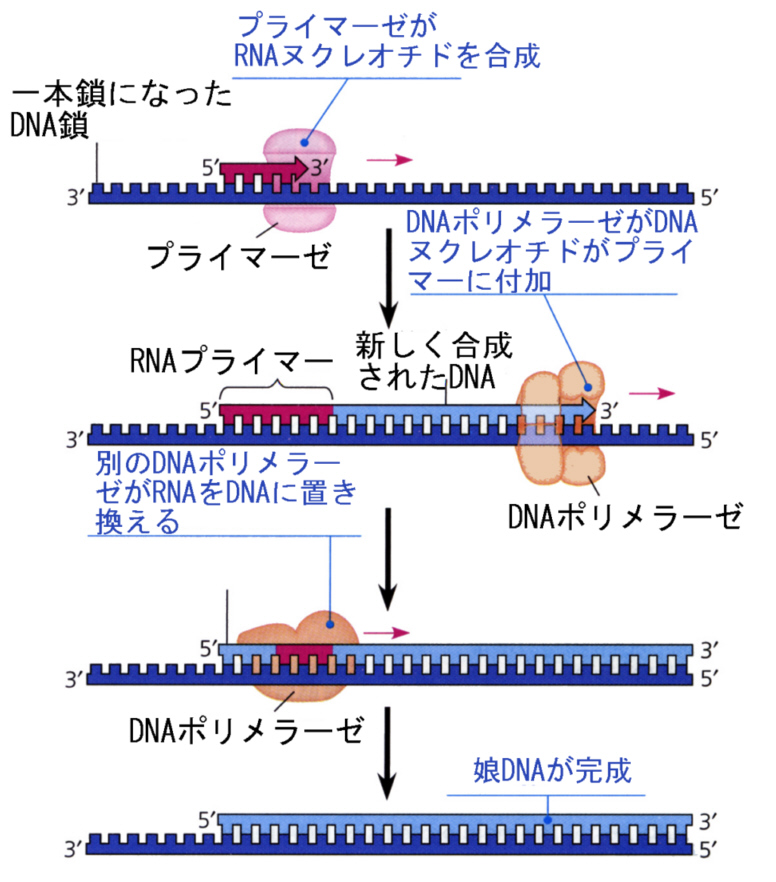 プライマーゼが
RNAヌクレオチドを合成
一本鎖になった
DNA鎖
5′
3′
3′
5′
プライマーゼ
DNAポリメラーゼがDNA
ヌクレオチドがプライ
マーに付加
RNAプライマー
新しく合成
されたDNA
5′
3′
3′
5′
別のDNAポリメラー
ゼがRNAをDNAに置き
換える
DNAポリメラーゼ
5′
3′
3′
5′
DNAポリメラーゼ
娘DNAが完成
5′
3′
3′
5′